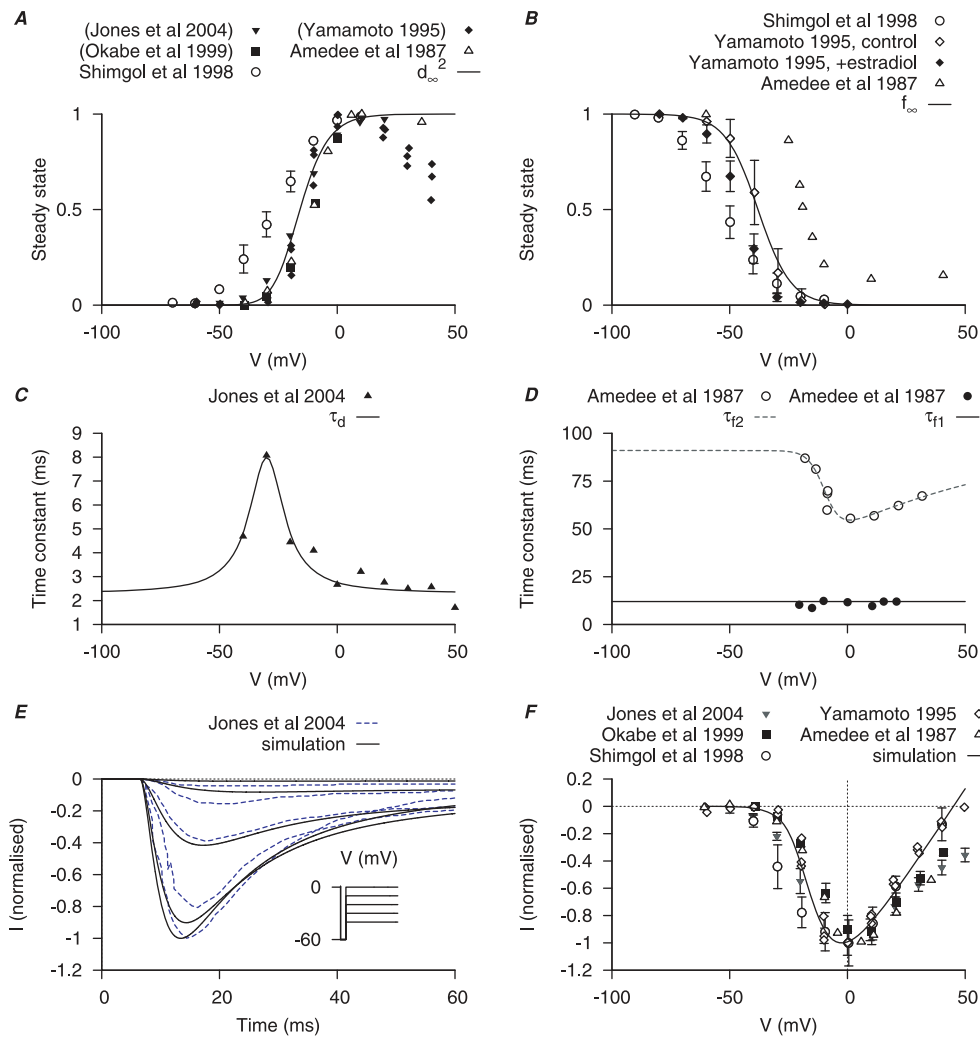 A
(Jones et al 2004) (Yamamoto 1995)
(Okabe et al 1999) Amedee et al 1987
Shimgol et al 1998 d∞²
Steady state
1
0.5
0
-100 -50 0 50
V (mV)
B
Shimgol et al 1998
Yamamoto 1995, control
Yamamoto 1995, +estradiol
Amedee et al 1987
f∞
Steady state
1
0.5
0
-100 -50 0 50
V (mV)
C
Jones et al 2004
τd
Time constant (ms)
9
8
7
6
5
4
3
2
1
-100 -50 0 50
V (mV)
D
Amedee et al 1987 Amedee et al 1987
τf2 τf1
Time constant (ms)
100
75
50
25
0
-100 -50 0 50
V (mV)
E
Jones et al 2004
simulation
I (normalised)
0
-0.2
-0.4
-0.6
-0.8
-1
-1.2
V (mV)
0
-60
0 20 40 60
Time (ms)
F
Jones et al 2004 Yamamoto 1995
Okabe et al 1999 Amedee et al 1987
Shimgol et al 1998 simulation
I (normalised)
0.2
0
-0.2
-0.4
-0.6
-0.8
-1
-1.2
-100 -50 0 50
V (mV)